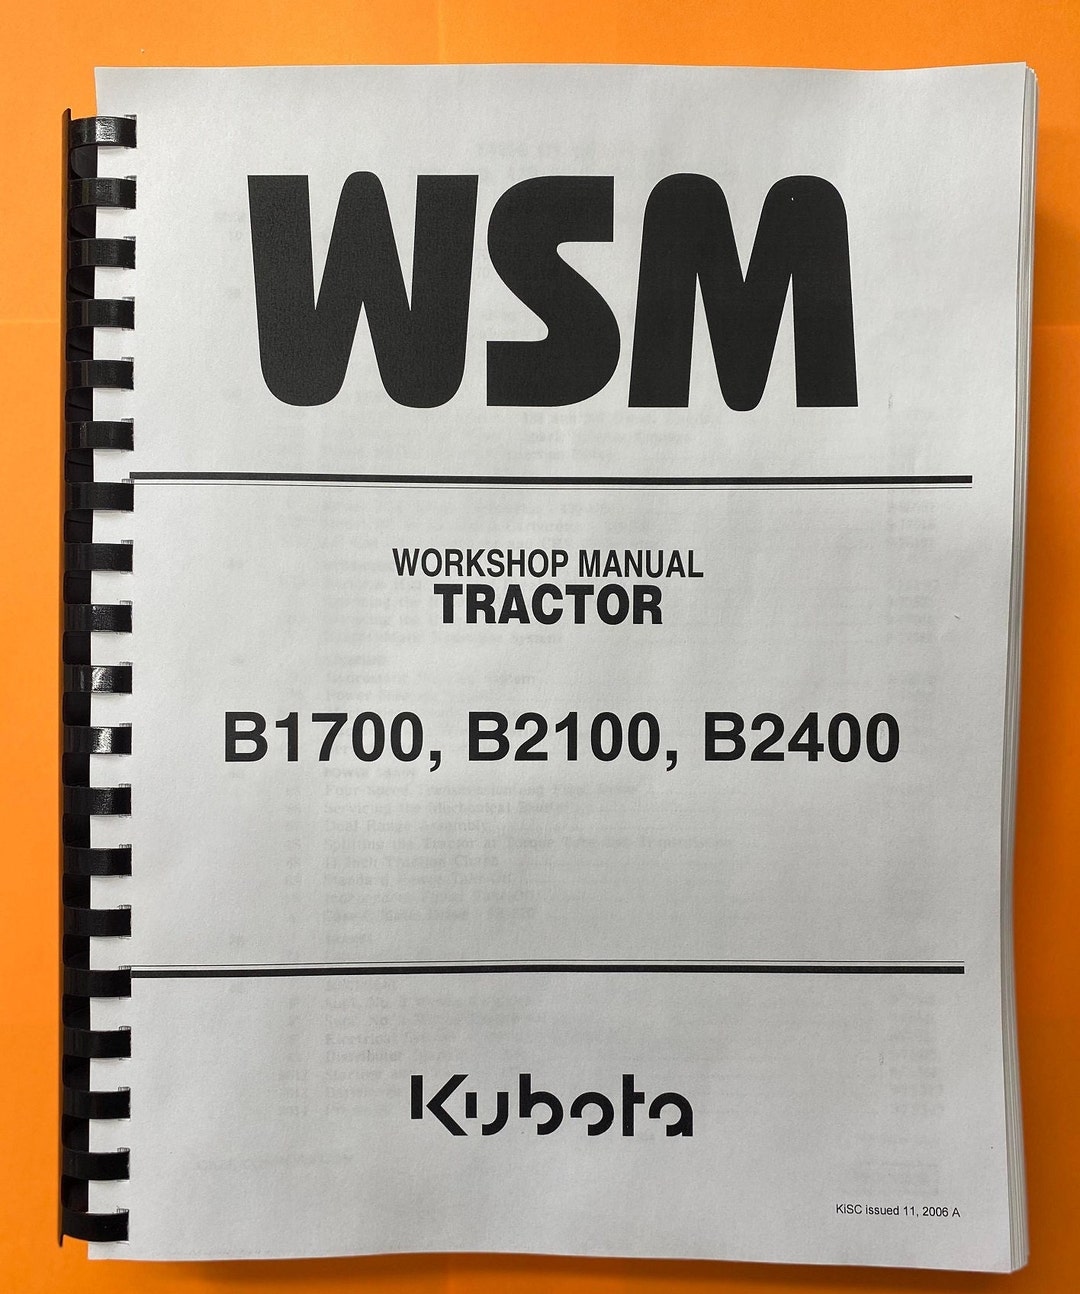 WSM
WORKSHOP MANUAL
TRACTOR
B1700, B2100, B2400
Kubota
KiSC issued 11, 2006 A